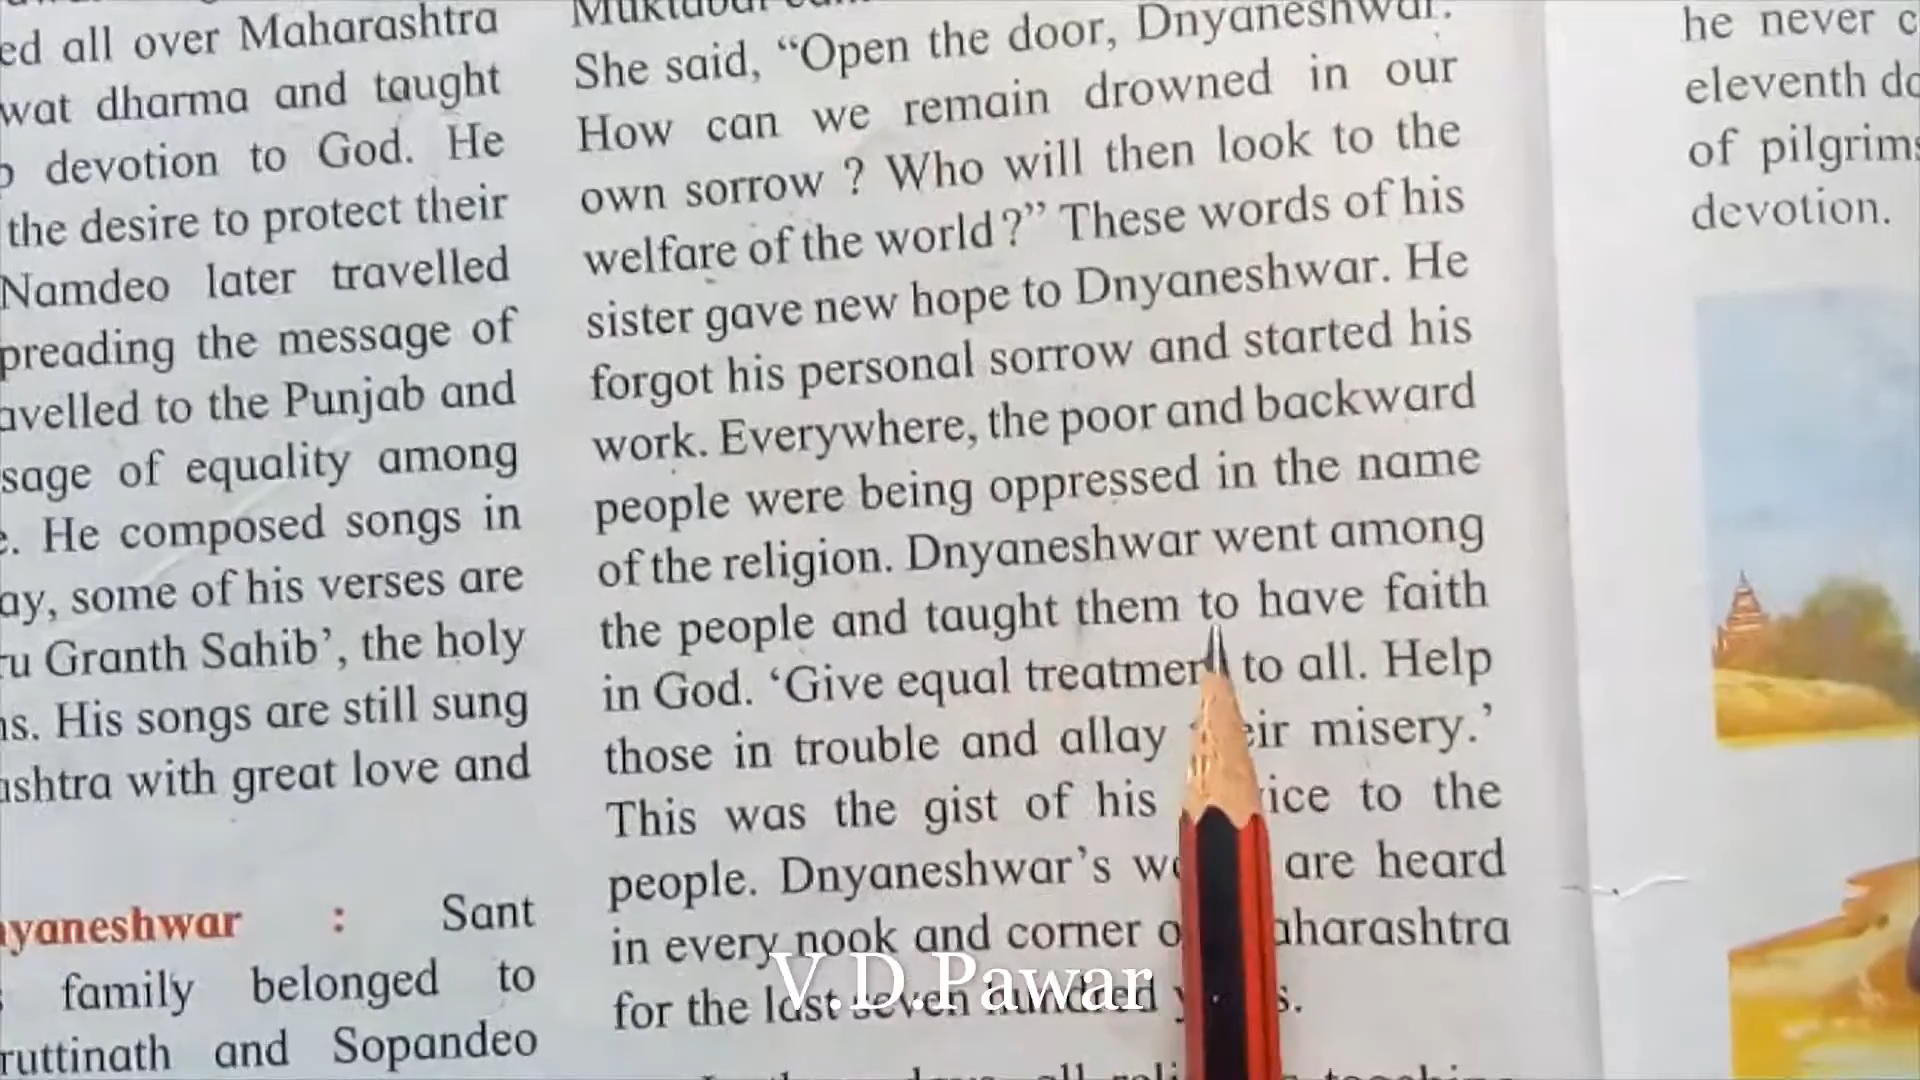 ed all over Maharashtra
wat dharma and taught
devotion to God. He
the desire to protect their
Namdeo later travelled
preading the message of
avelled to the Punjab and
sage of equality among
e. He composed songs in
ay, some of his verses are
ru Granth Sahib', the holy
ns. His songs are still sung
ashtra with great love and
nyaneshwar : Sant
family belonged to
ruttinath and Sopandeo
She said, “Open the door, Dnyaneshwar.
How can we remain drowned in our
own sorrow ? Who will then look to the
welfare of the world ?” These words of his
sister gave new hope to Dnyaneshwar. He
forgot his personal sorrow and started his
work. Everywhere, the poor and backward
people were being oppressed in the name
of the religion. Dnyaneshwar went among
the people and taught them to have faith
in God. ‘Give equal treatmen to all. Help
those in trouble and allay eir misery.’
This was the gist of his ice to the
people. Dnyaneshwar’s wo are heard
in every nook and corner o aharashtra
for the last seven hundred y s.
he never c
eleventh da
of pilgrims
devotion.
V.D.Pawar